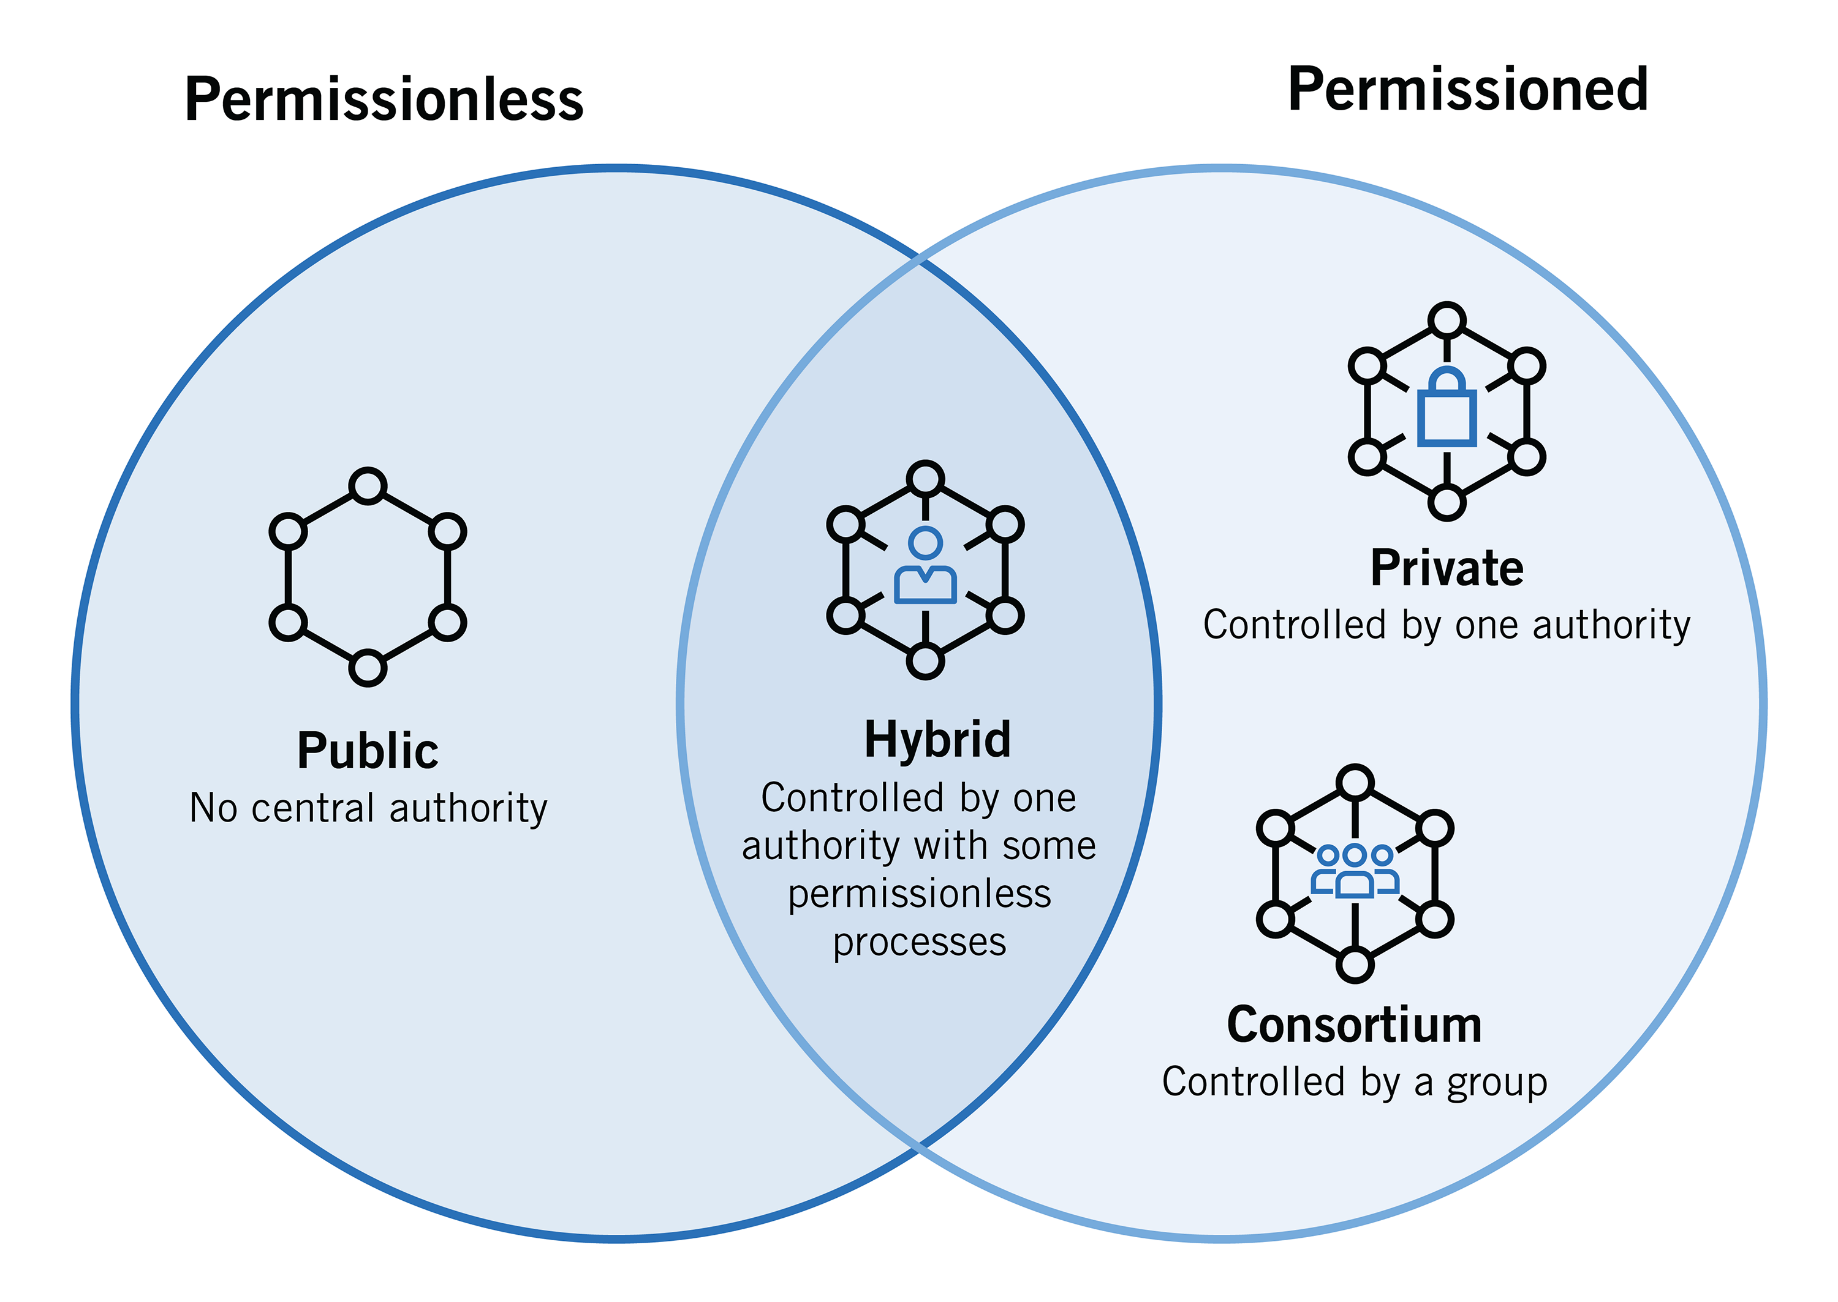 Permissionless
Permissioned
Public
No central authority
Hybrid
Controlled by one
authority with some
permissionless
processes
Private
Controlled by one authority
Consortium
Controlled by a group